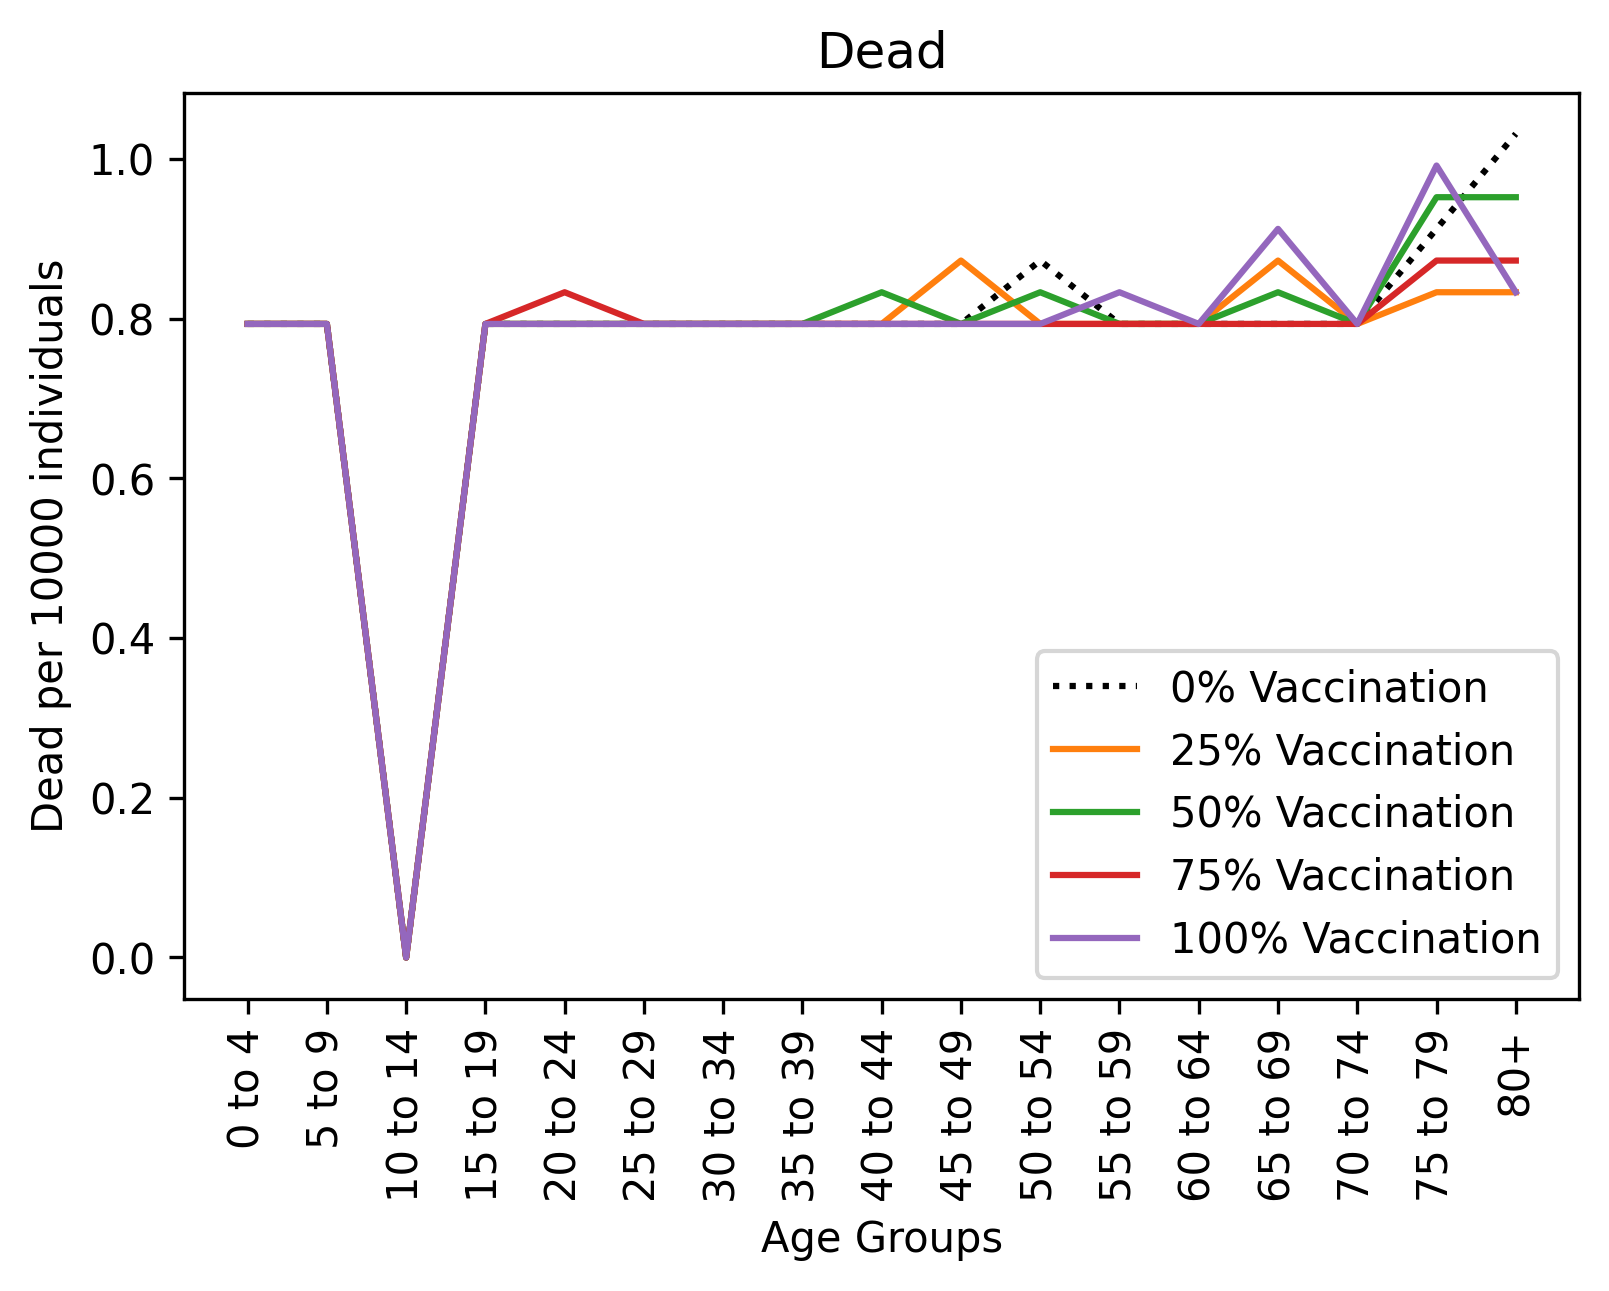 Dead
Dead per 10000 individuals
1.0
0.8
0.6
0.4
0.2
0.0
0% Vaccination
25% Vaccination
50% Vaccination
75% Vaccination
100% Vaccination
0 to 4
5 to 9
10 to 14
15 to 19
20 to 24
25 to 29
30 to 34
35 to 39
40 to 44
45 to 49
50 to 54
55 to 59
60 to 64
65 to 69
70 to 74
75 to 79
80+
Age Groups